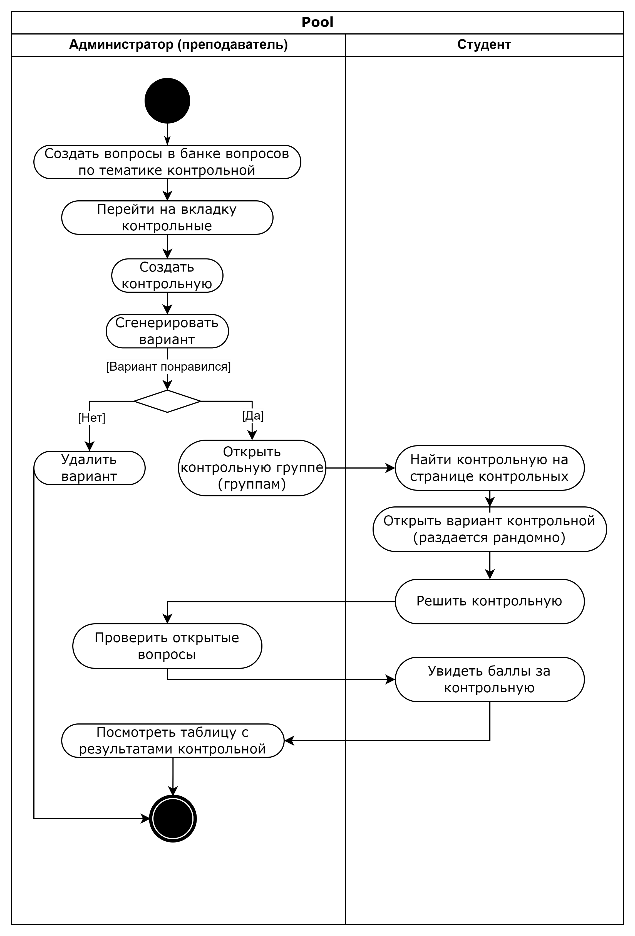 Pool
Администратор (преподаватель)
Студент
Создать вопросы в банке вопросов
по тематике контрольной
Перейти на вкладку
контрольные
Создать
контрольную
Сгенерировать
вариант
[Вариант понравился]
[Нет]
[Да]
Удалить
вариант
Открыть
контрольную группе
(группам)
Найти контрольную на
странице контрольных
Открыть вариант контрольной
(раздается рандомно)
Решить контрольную
Проверить открытые
вопросы
Увидеть баллы за
контрольную
Посмотреть таблицу с
результатами контрольной